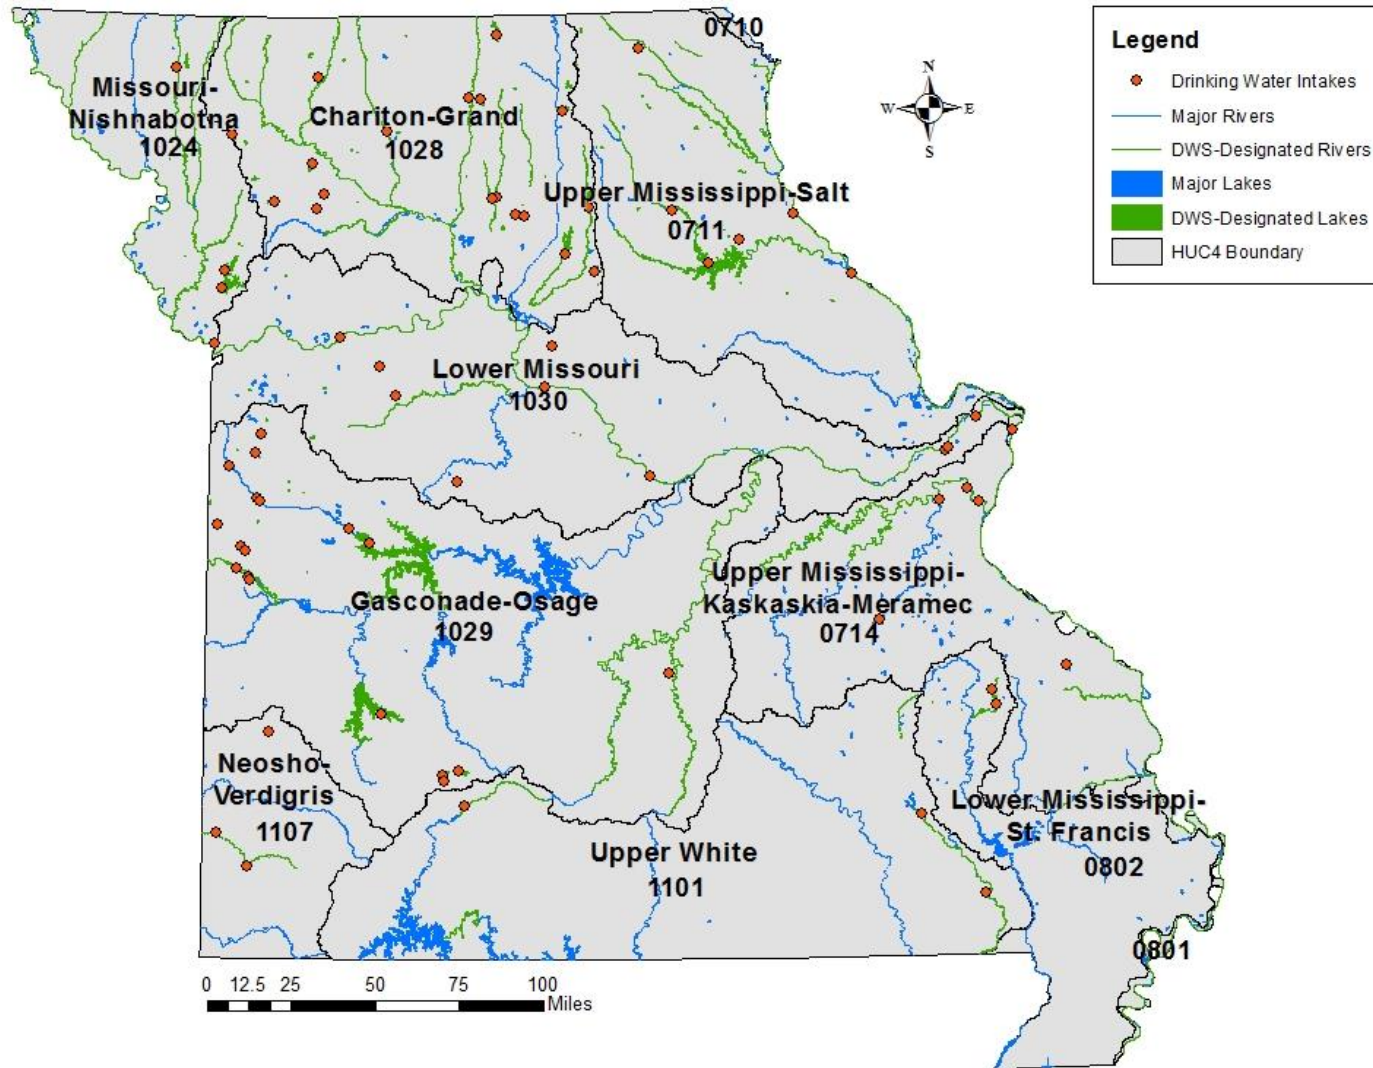 0710
Legend
Drinking Water Intakes
Major Rivers
DWS-Designated Rivers
Major Lakes
DWS-Designated Lakes
HUC4 Boundary
N
W
E
S
Missouri-
Nishnabotna
1024
Chariton-Grand
1028
Upper Mississippi-Salt
0711
Lower Missouri
1030
Upper Mississippi-
Kaskaskia-Meramec
0714
Gasconade-Osage
1029
Neosho-
Verdigris
1107
Lower Mississippi-
St. Francis
0802
Upper White
1101
0801
0 12.5 25 50 75 100
Miles